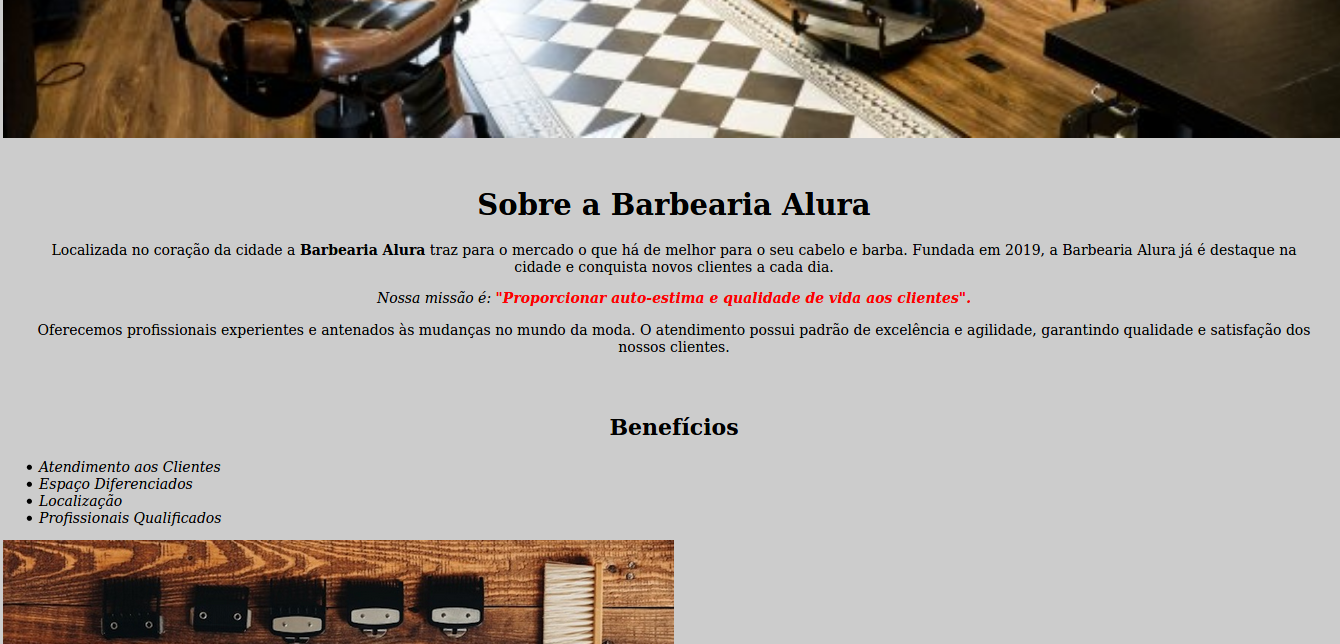 Sobre a Barbearia Alura
Localizada no coração da cidade a Barbearia Alura traz para o mercado o que há de melhor para o seu cabelo e barba. Fundada em 2019, a Barbearia Alura já é destaque na
cidade e conquista novos clientes a cada dia.
Nossa missão é: "Proporcionar auto-estima e qualidade de vida aos clientes".
Oferecemos profissionais experientes e antenados às mudanças no mundo da moda. O atendimento possui padrão de excelência e agilidade, garantindo qualidade e satisfação dos
nossos clientes.
Benefícios
• Atendimento aos Clientes
• Espaço Diferenciados
• Localização
• Profissionais Qualificados